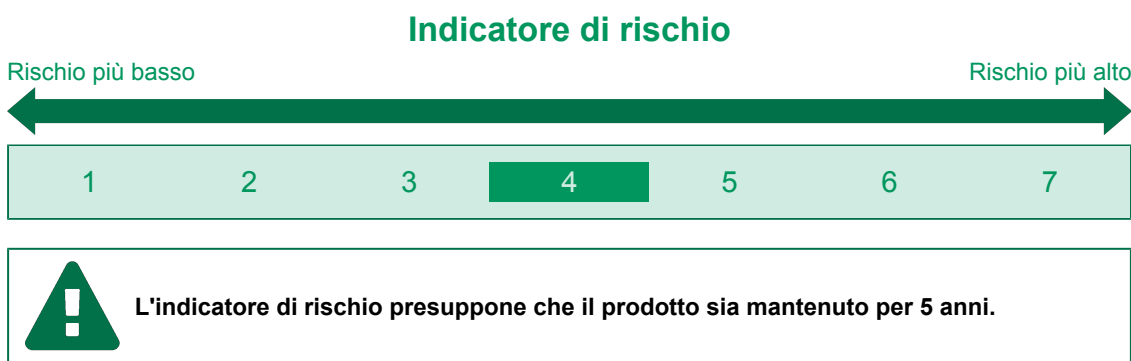 Indicatore di rischio
Rischio più basso Rischio più alto
1 2 3 4 5 6 7
L'indicatore di rischio presuppone che il prodotto sia mantenuto per 5 anni.